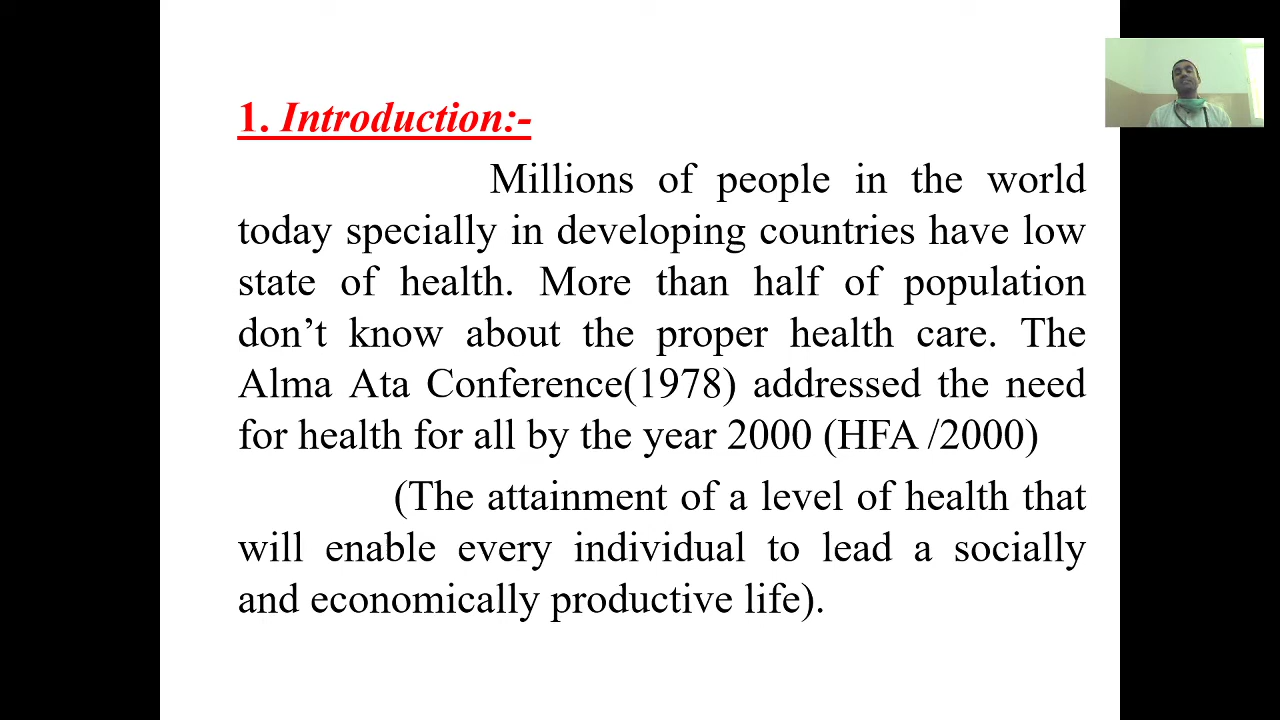 1. Introduction:-
Millions of people in the world
today specially in developing countries have low
state of health. More than half of population
don’t know about the proper health care. The
Alma Ata Conference(1978) addressed the need
for health for all by the year 2000 (HFA /2000)
(The attainment of a level of health that
will enable every individual to lead a socially
and economically productive life).